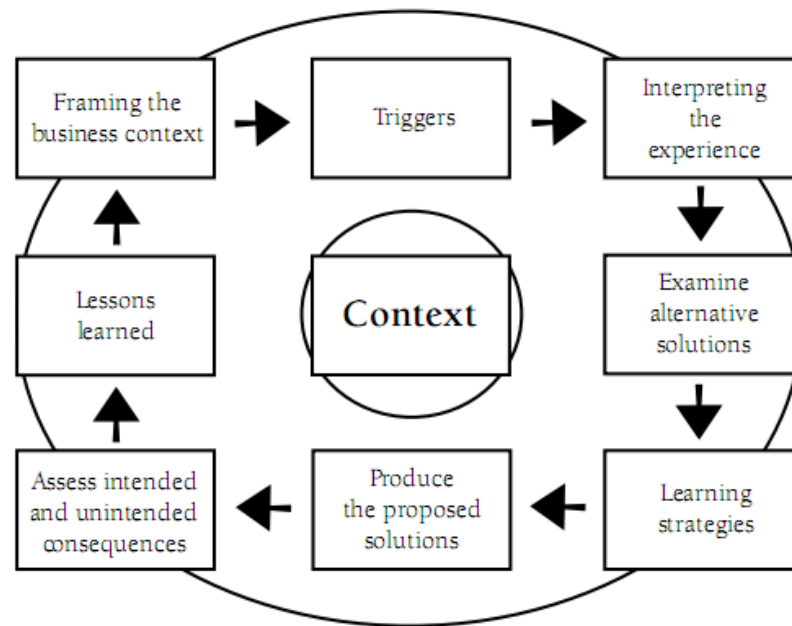 Framing the
business context
Triggers
Interpreting
the
experience
Lessons
learned
Context
Examine
alternative
solutions
Assess intended
and unintended
consequences
Produce
the proposed
solutions
Learning
strategies